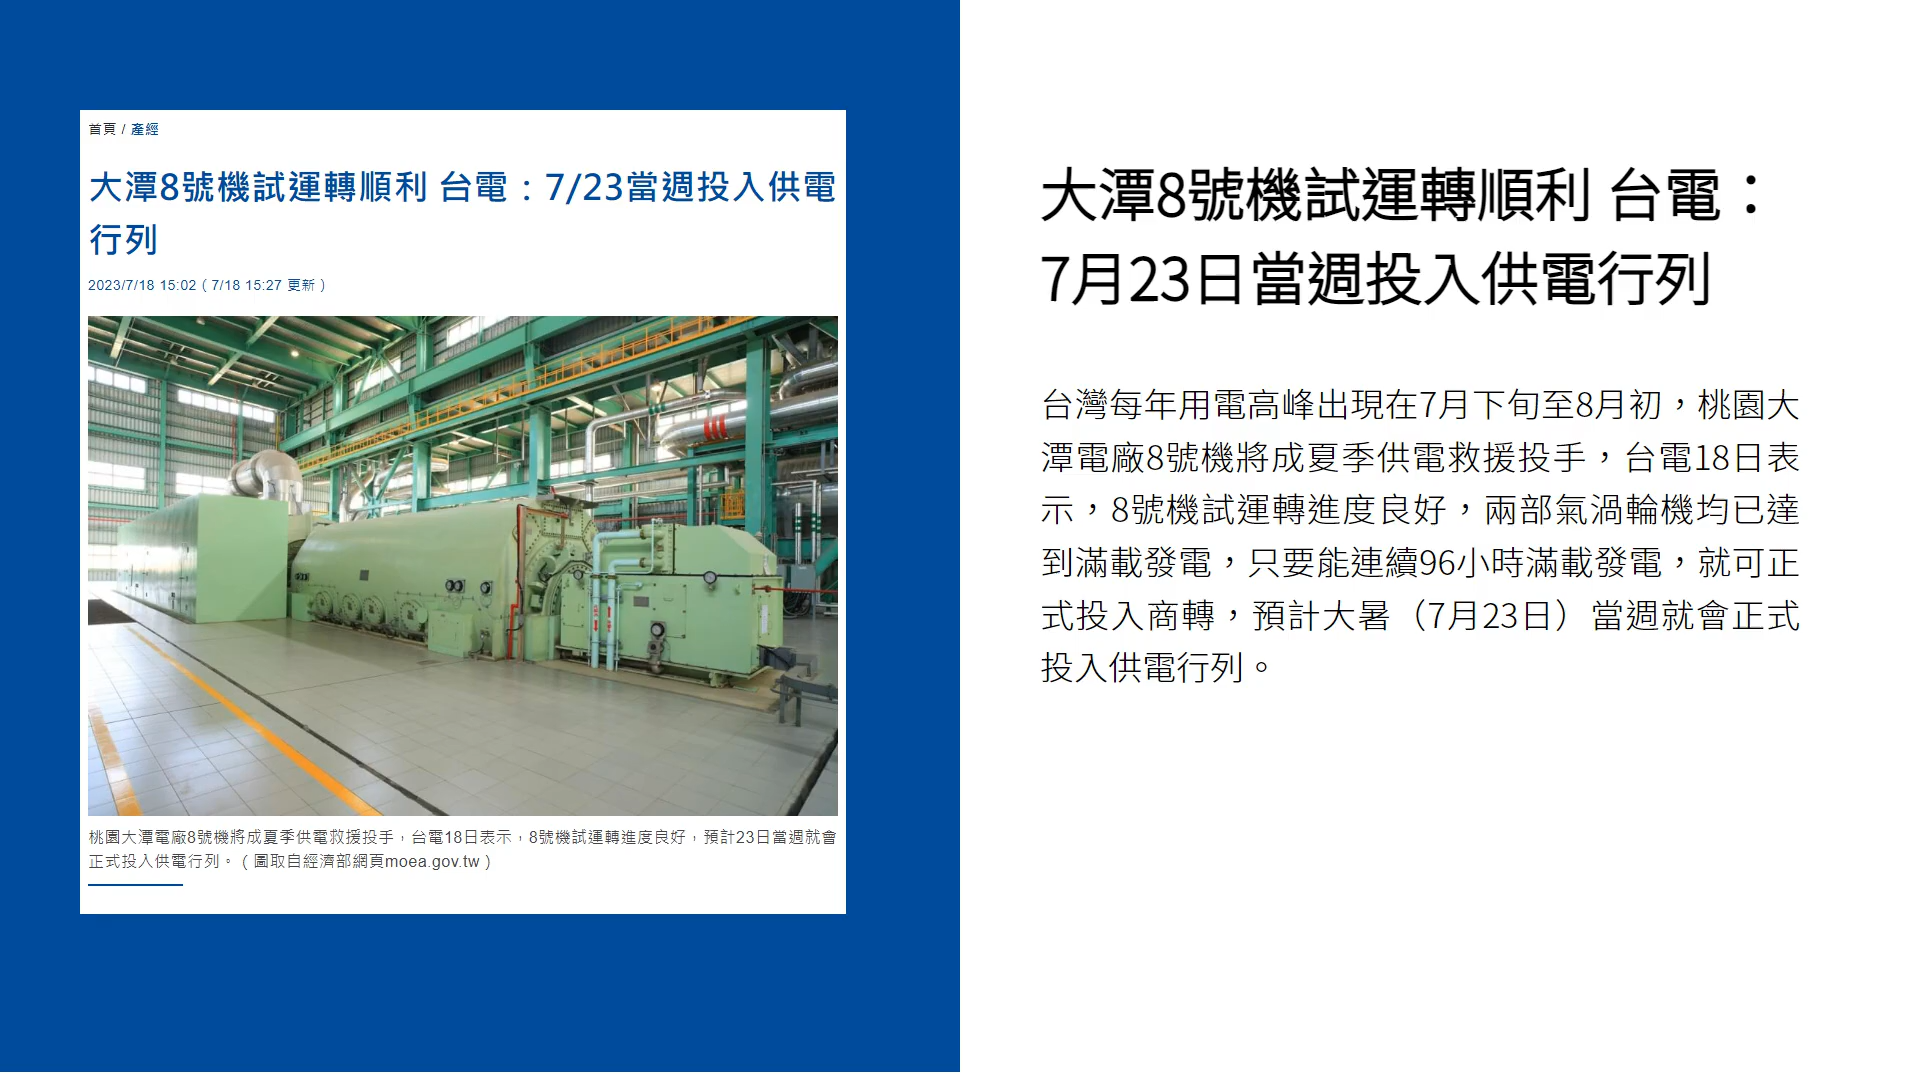 首頁 / 產經
大潭8號機試運轉順利 台電：7/23當週投入供電
行列
2023/7/18 15:02（7/18 15:27 更新）
桃園大潭電廠8號機將成夏季供電救援投手，台電18日表示，8號機試運轉進度良好，預計23日當週就會
正式投入供電行列。（圖取自經濟部網頁moea.gov.tw）
大潭8號機試運轉順利 台電：
7月23日當週投入供電行列
台灣每年用電高峰出現在7月下旬至8月初，桃園大
潭電廠8號機將成夏季供電救援投手，台電18日表
示，8號機試運轉進度良好，兩部氣渦輪機均已達
到滿載發電，只要能連續96小時滿載發電，就可正
式投入商轉，預計大暑（7月23日）當週就會正式
投入供電行列。